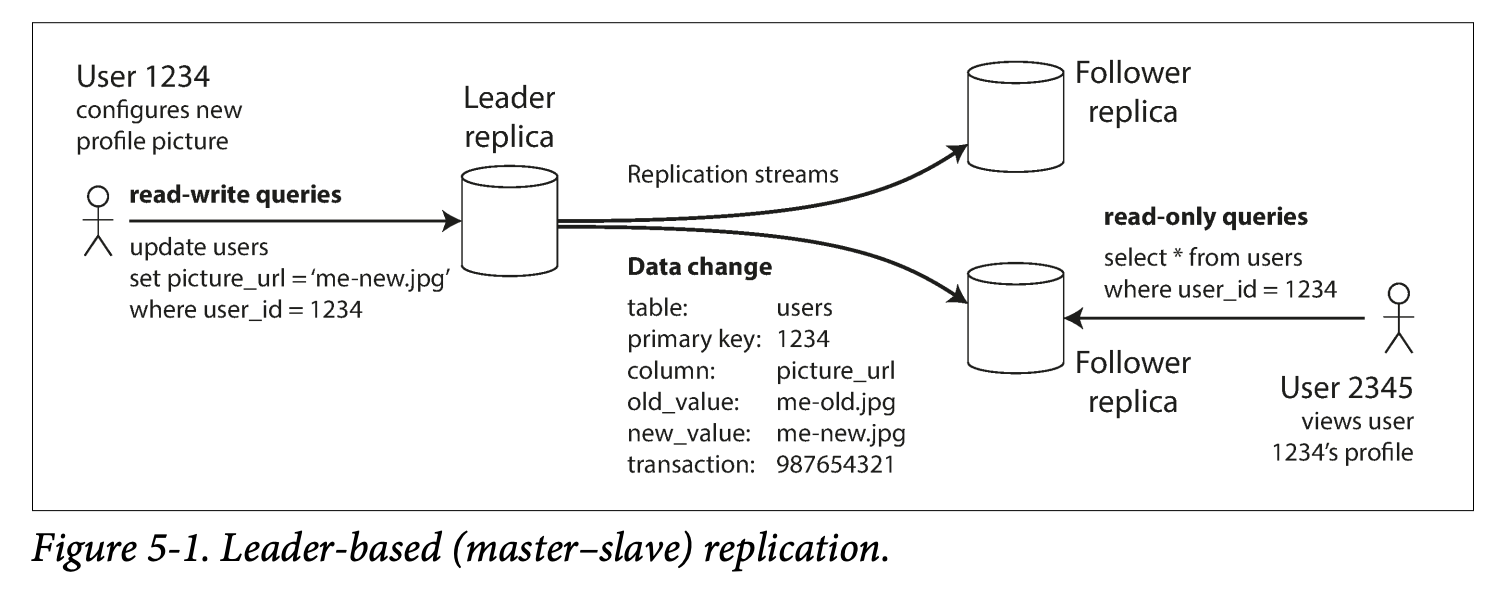 User 1234
configures new
profile picture
read-write queries
update users
set picture_url = ‘me-new.jpg’
where user_id = 1234
Leader
replica
Replication streams
Data change
table: users
primary key: 1234
column: picture_url
old_value: me-old.jpg
new_value: me-new.jpg
transaction: 987654321
Follower
replica
read-only queries
select * from users
where user_id = 1234
Follower
replica
User 2345
views user
1234’s profile
Figure 5-1. Leader-based (master–slave) replication.